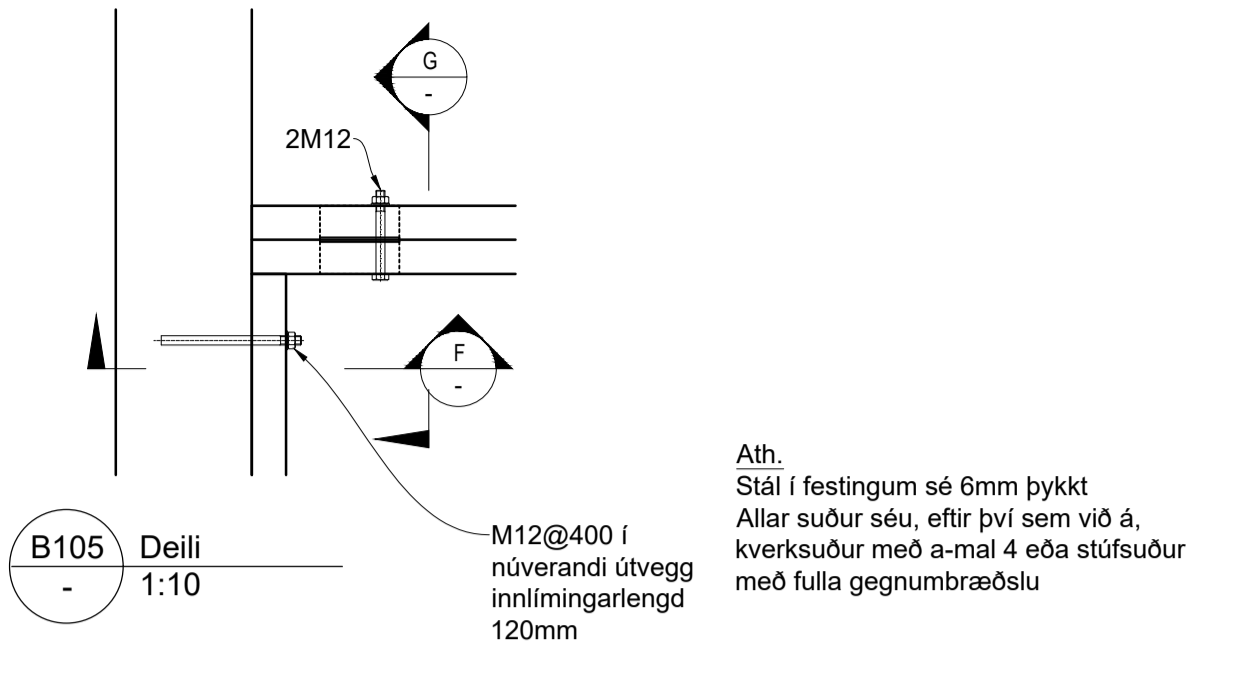 G
-
2M12
F
-
M12@400 í
núverandi útvegg
innlímingarlengd
120mm
B105
-
Deili
1:10
Ath.
Stál í festingum sé 6mm þykkt
Allar suður séu, eftir því sem við á,
kverksuður með a-mal 4 eða stúfsuður
með fulla gegnumbræðslu